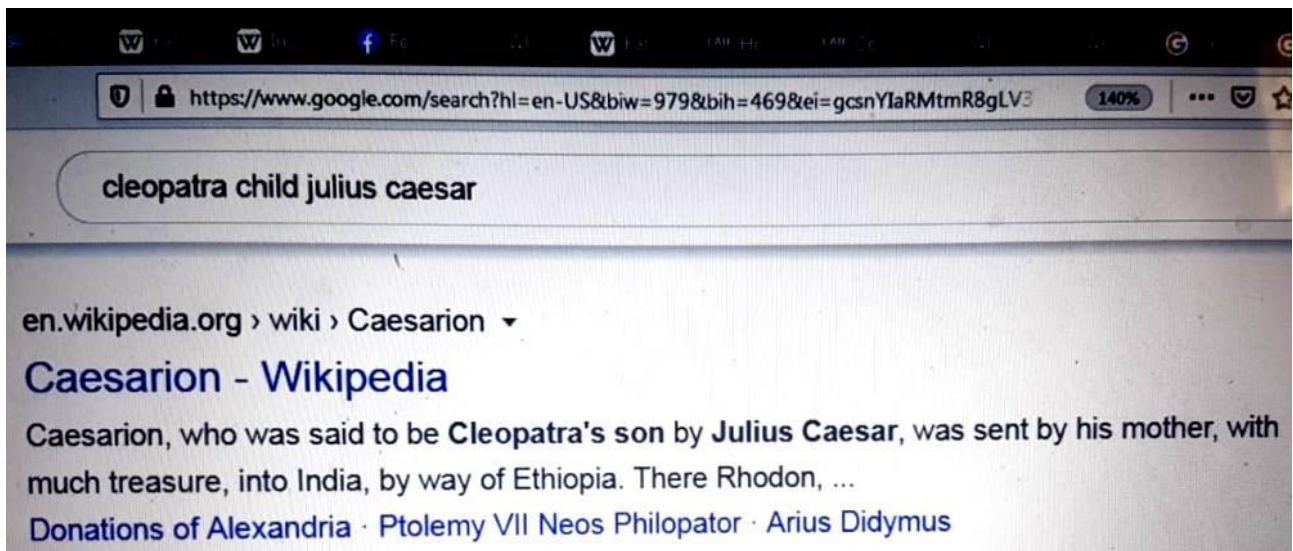 https://www.google.com/search?hl=en-US&biw=979&bih=469&ei=gcsnYIaRMtmR8gLV3 140%
cleopatra child julius caesar
en.wikipedia.org › wiki › Caesarion
Caesarion - Wikipedia
Caesarion, who was said to be Cleopatra's son by Julius Caesar, was sent by his mother, with
much treasure, into India, by way of Ethiopia. There Rhodon, ...
Donations of Alexandria · Ptolemy VII Neos Philopator · Arius Didymus